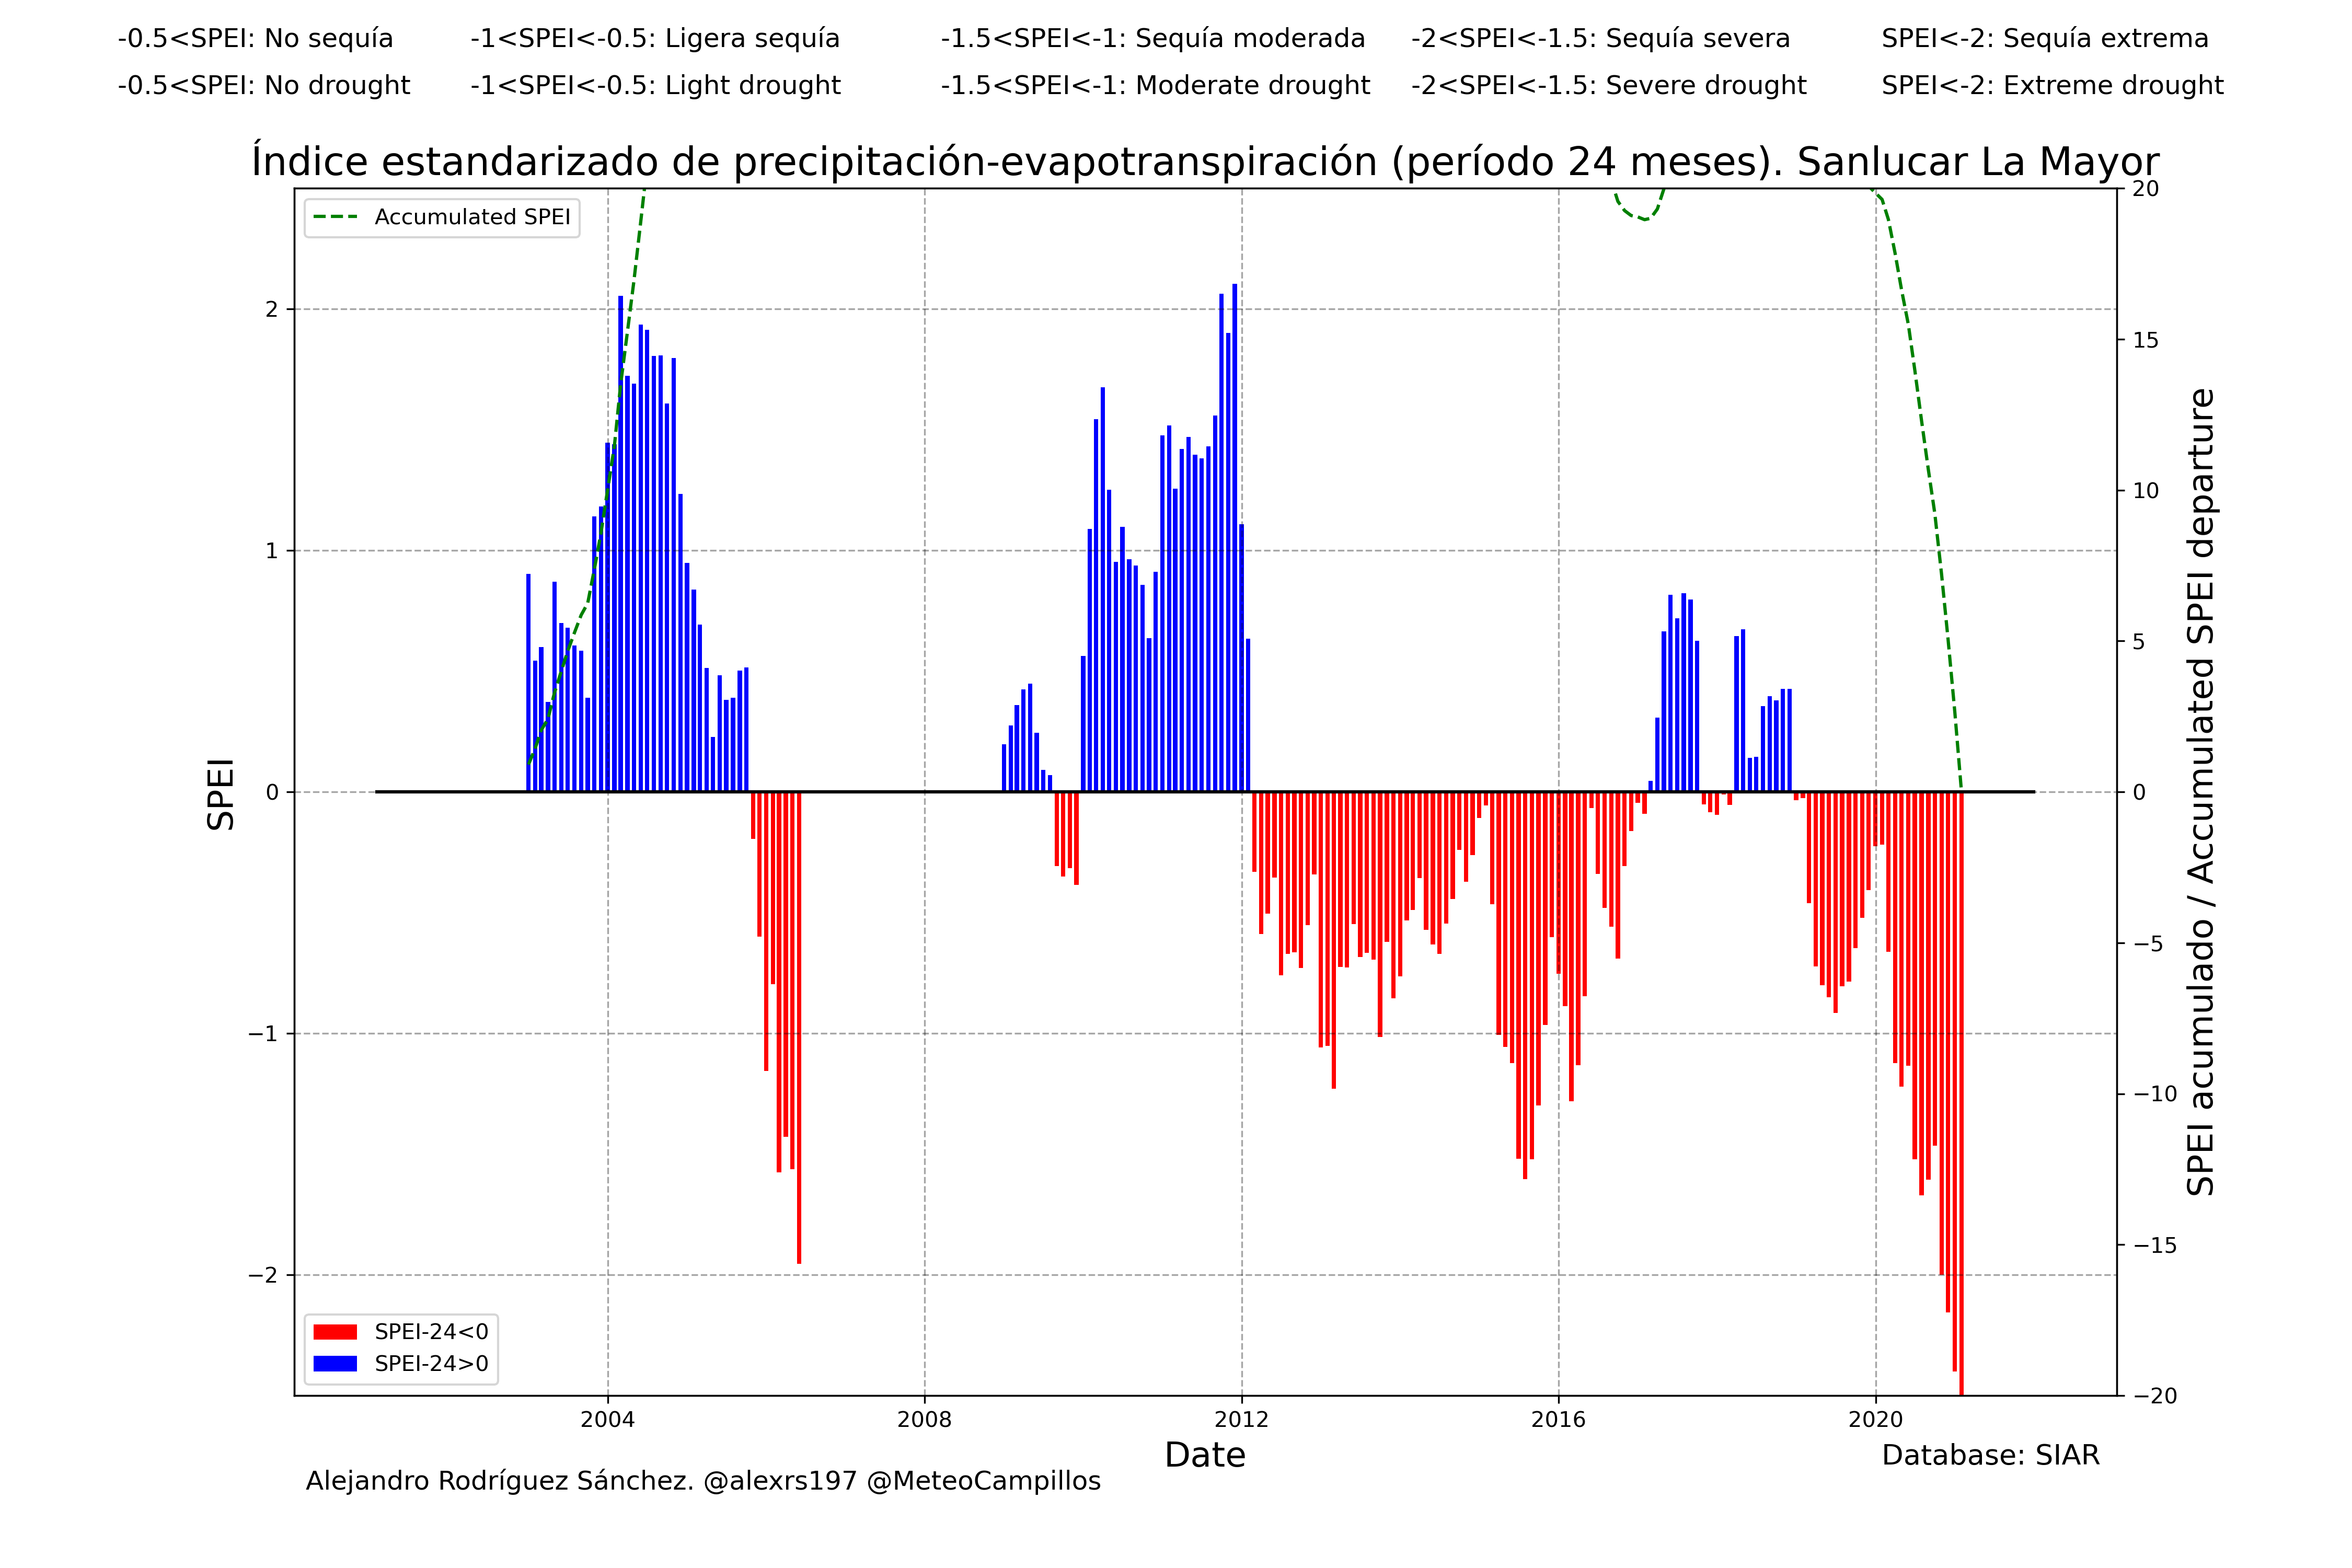 -0.5<SPEI: No sequía -1<SPEI<-0.5: Ligera sequía -1.5<SPEI<-1: Sequía moderada -2<SPEI<-1.5: Sequía severa SPEI<-2: Sequía extrema
-0.5<SPEI: No drought -1<SPEI<-0.5: Light drought -1.5<SPEI<-1: Moderate drought -2<SPEI<-1.5: Severe drought SPEI<-2: Extreme drought
Índice estandarizado de precipitación-evapotranspiración (período 24 meses). Sanlucar La Mayor
Accumulated SPEI
SPEI
2
1
0
−1
−2
20
15
10
5
0
−5
−10
−15
−20
SPEI acumulado / Accumulated SPEI departure
SPEI-24<0
SPEI-24>0
2004 2008 2012 2016 2020
Date
Database: SIAR
Alejandro Rodríguez Sánchez. @alexrs197 @MeteoCampillos